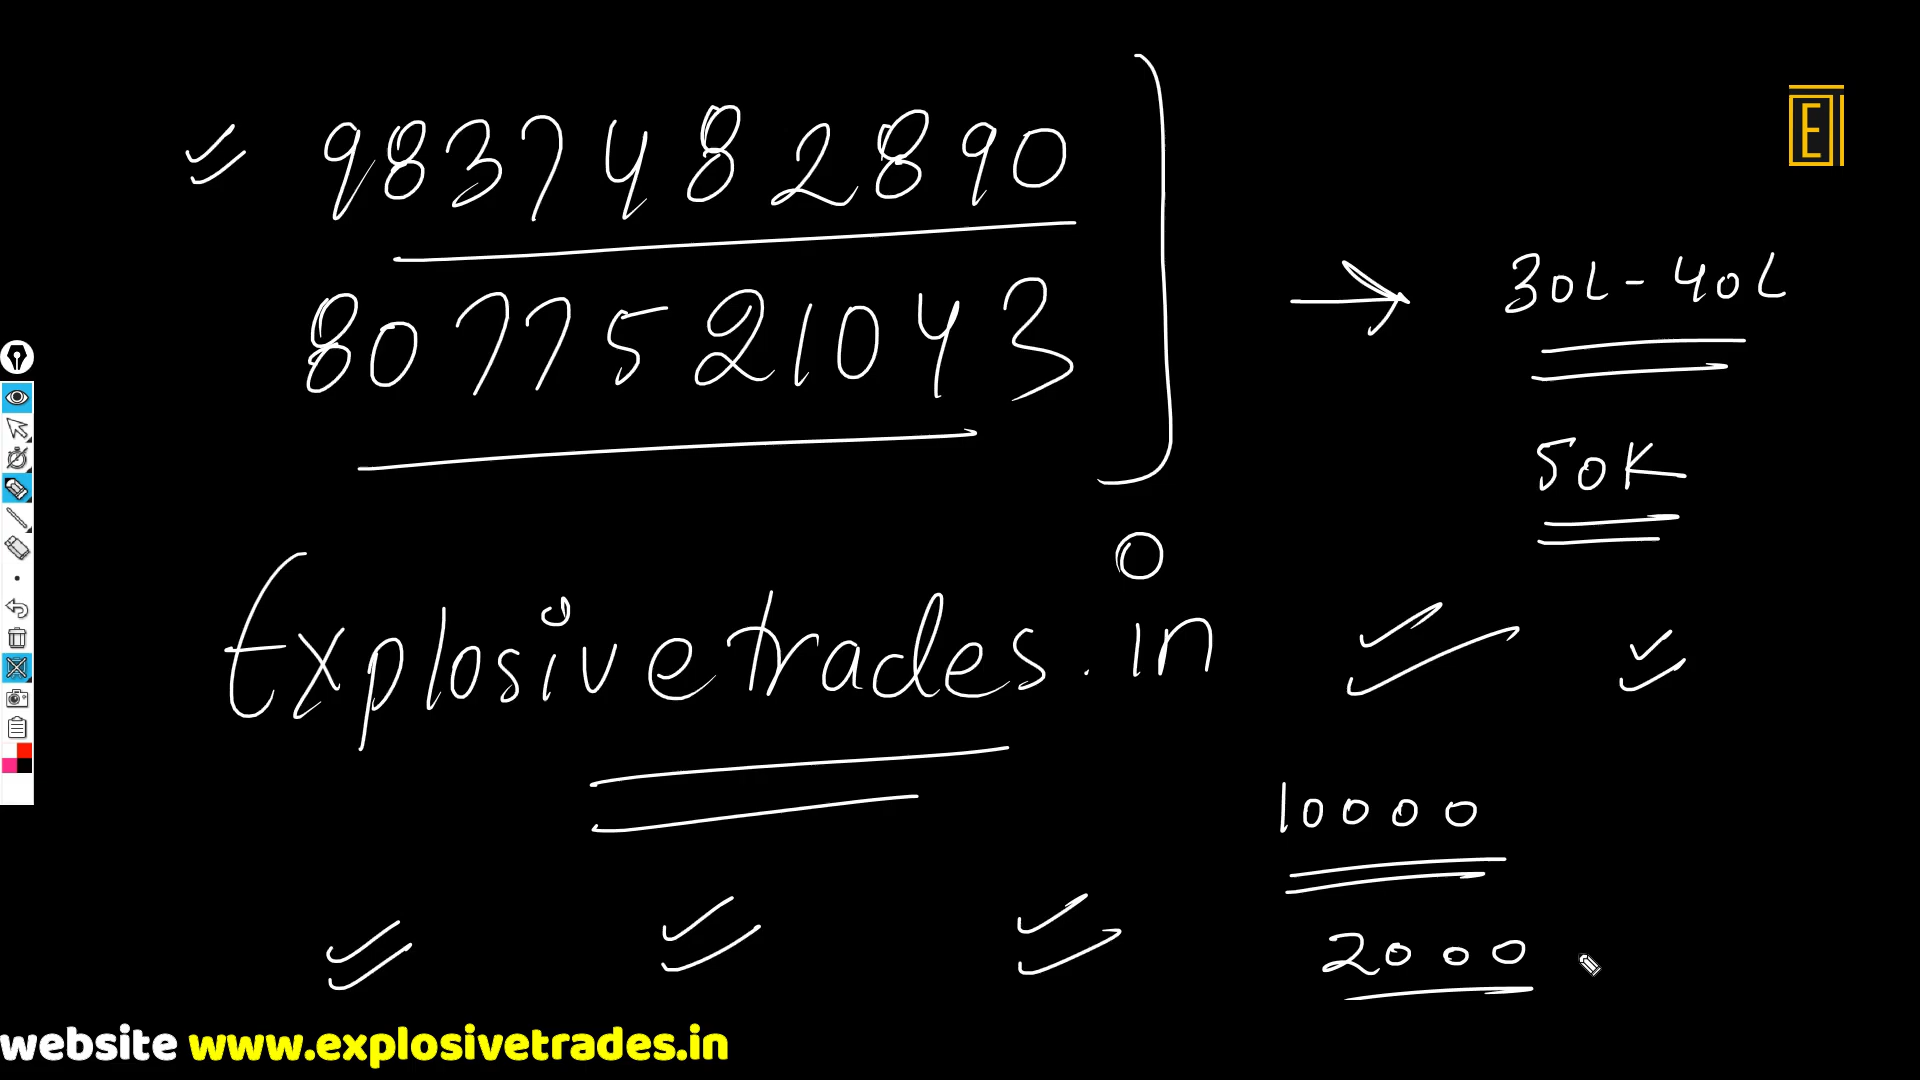 9837482890
8077521043
30L - 40L
50K
Explosivetrades.in
10000
2000
website www.explosivetrades.in
E